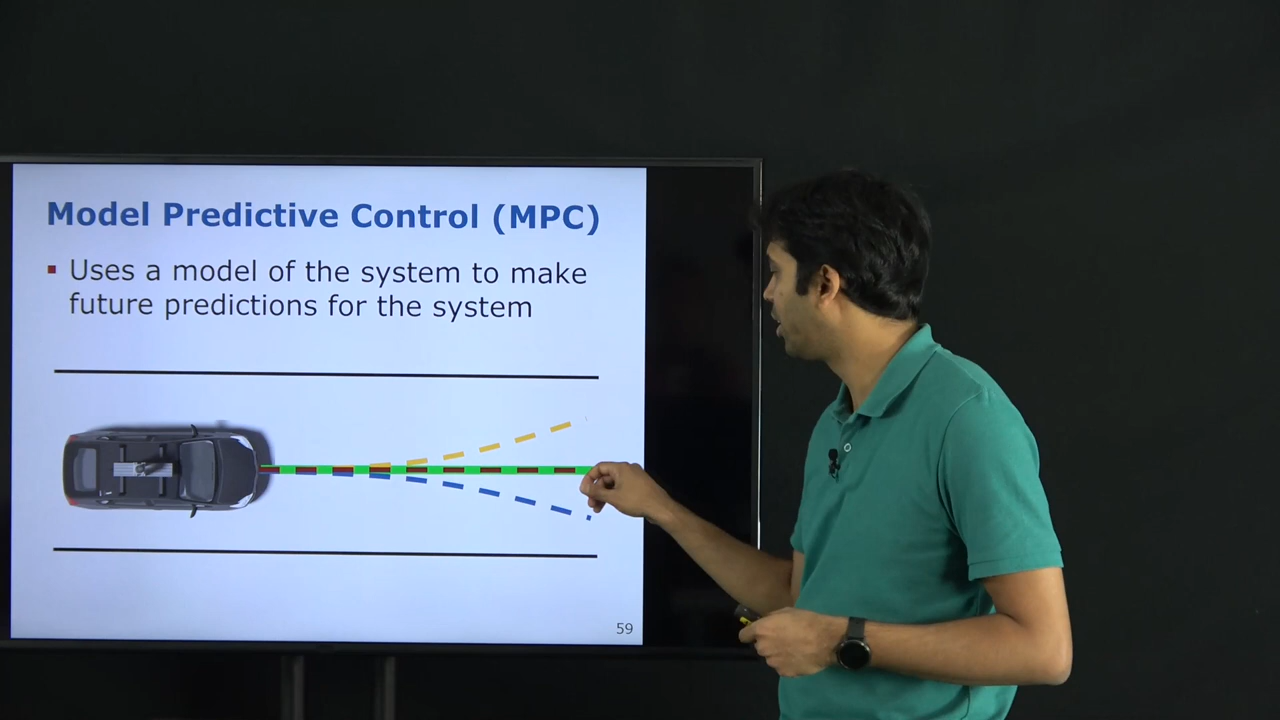 Model Predictive Control (MPC)
Uses a model of the system to make
future predictions for the system
59